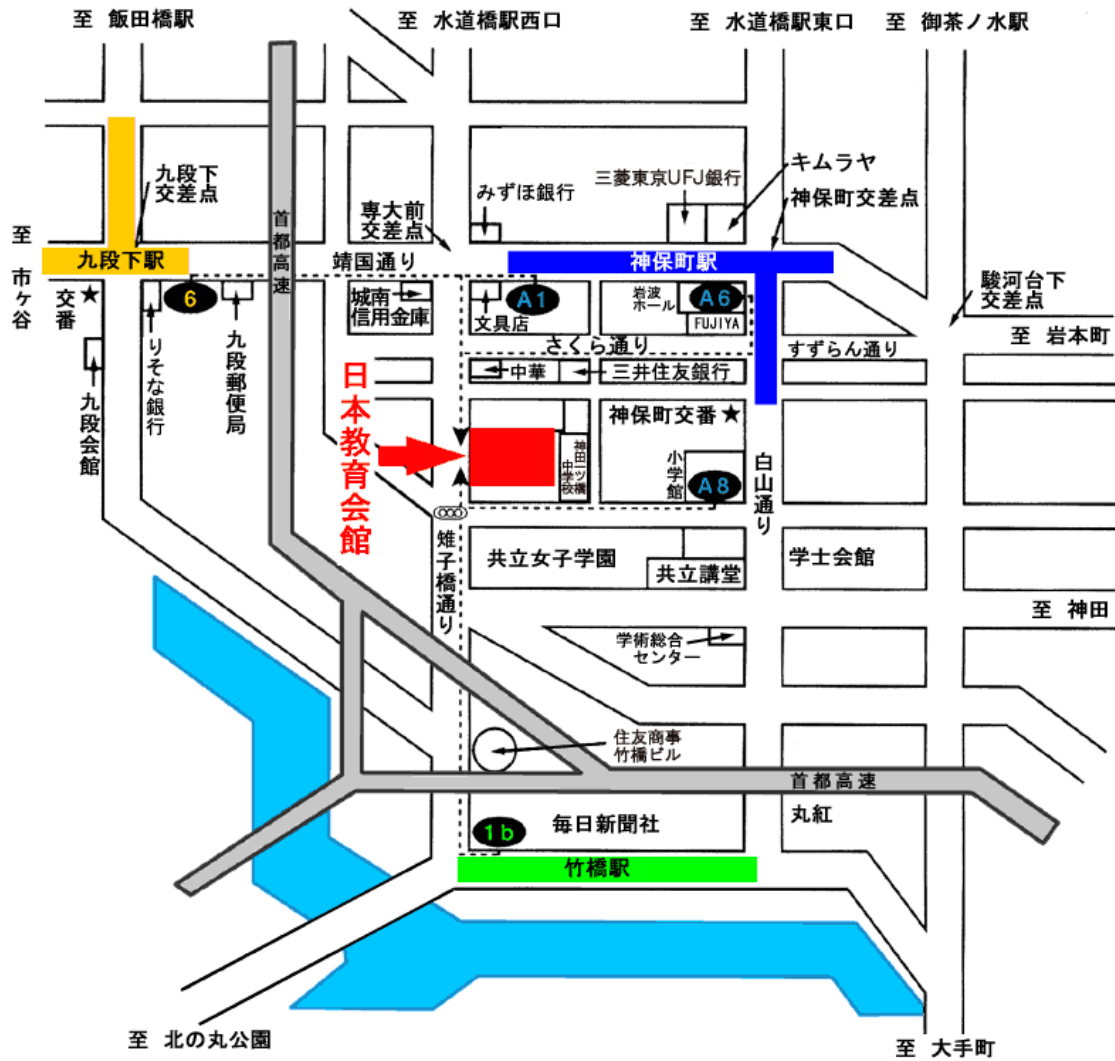 至 飯田橋駅
至 水道橋駅西口
至 水道橋駅東口
至 御茶ノ水駅
九段下
交差点
みずほ銀行
三菱東京UFJ銀行
キムラヤ
神保町交差点
専大前
交差点
首都高速
至 市ヶ谷
九段下駅
靖国通り
神保町駅
駿河台下
交差点
交番
6
九段郵便局
りそな銀行
九段会館
城南
信用金庫
文具店
A1
岩波
ホール
A6
FUJIYA
至 岩本町
さくら通り
すずらん通り
中華
三井住友銀行
日本教育会館
神田一ツ橋
中学校
神保町交番
小学館
A8
白山通り
雉子橋通り
共立女子学園
共立講堂
学士会館
至 神田
学術総合
センター
住友商事
竹橋ビル
首都高速
丸紅
1b
毎日新聞社
竹橋駅
至 北の丸公園
至 大手町